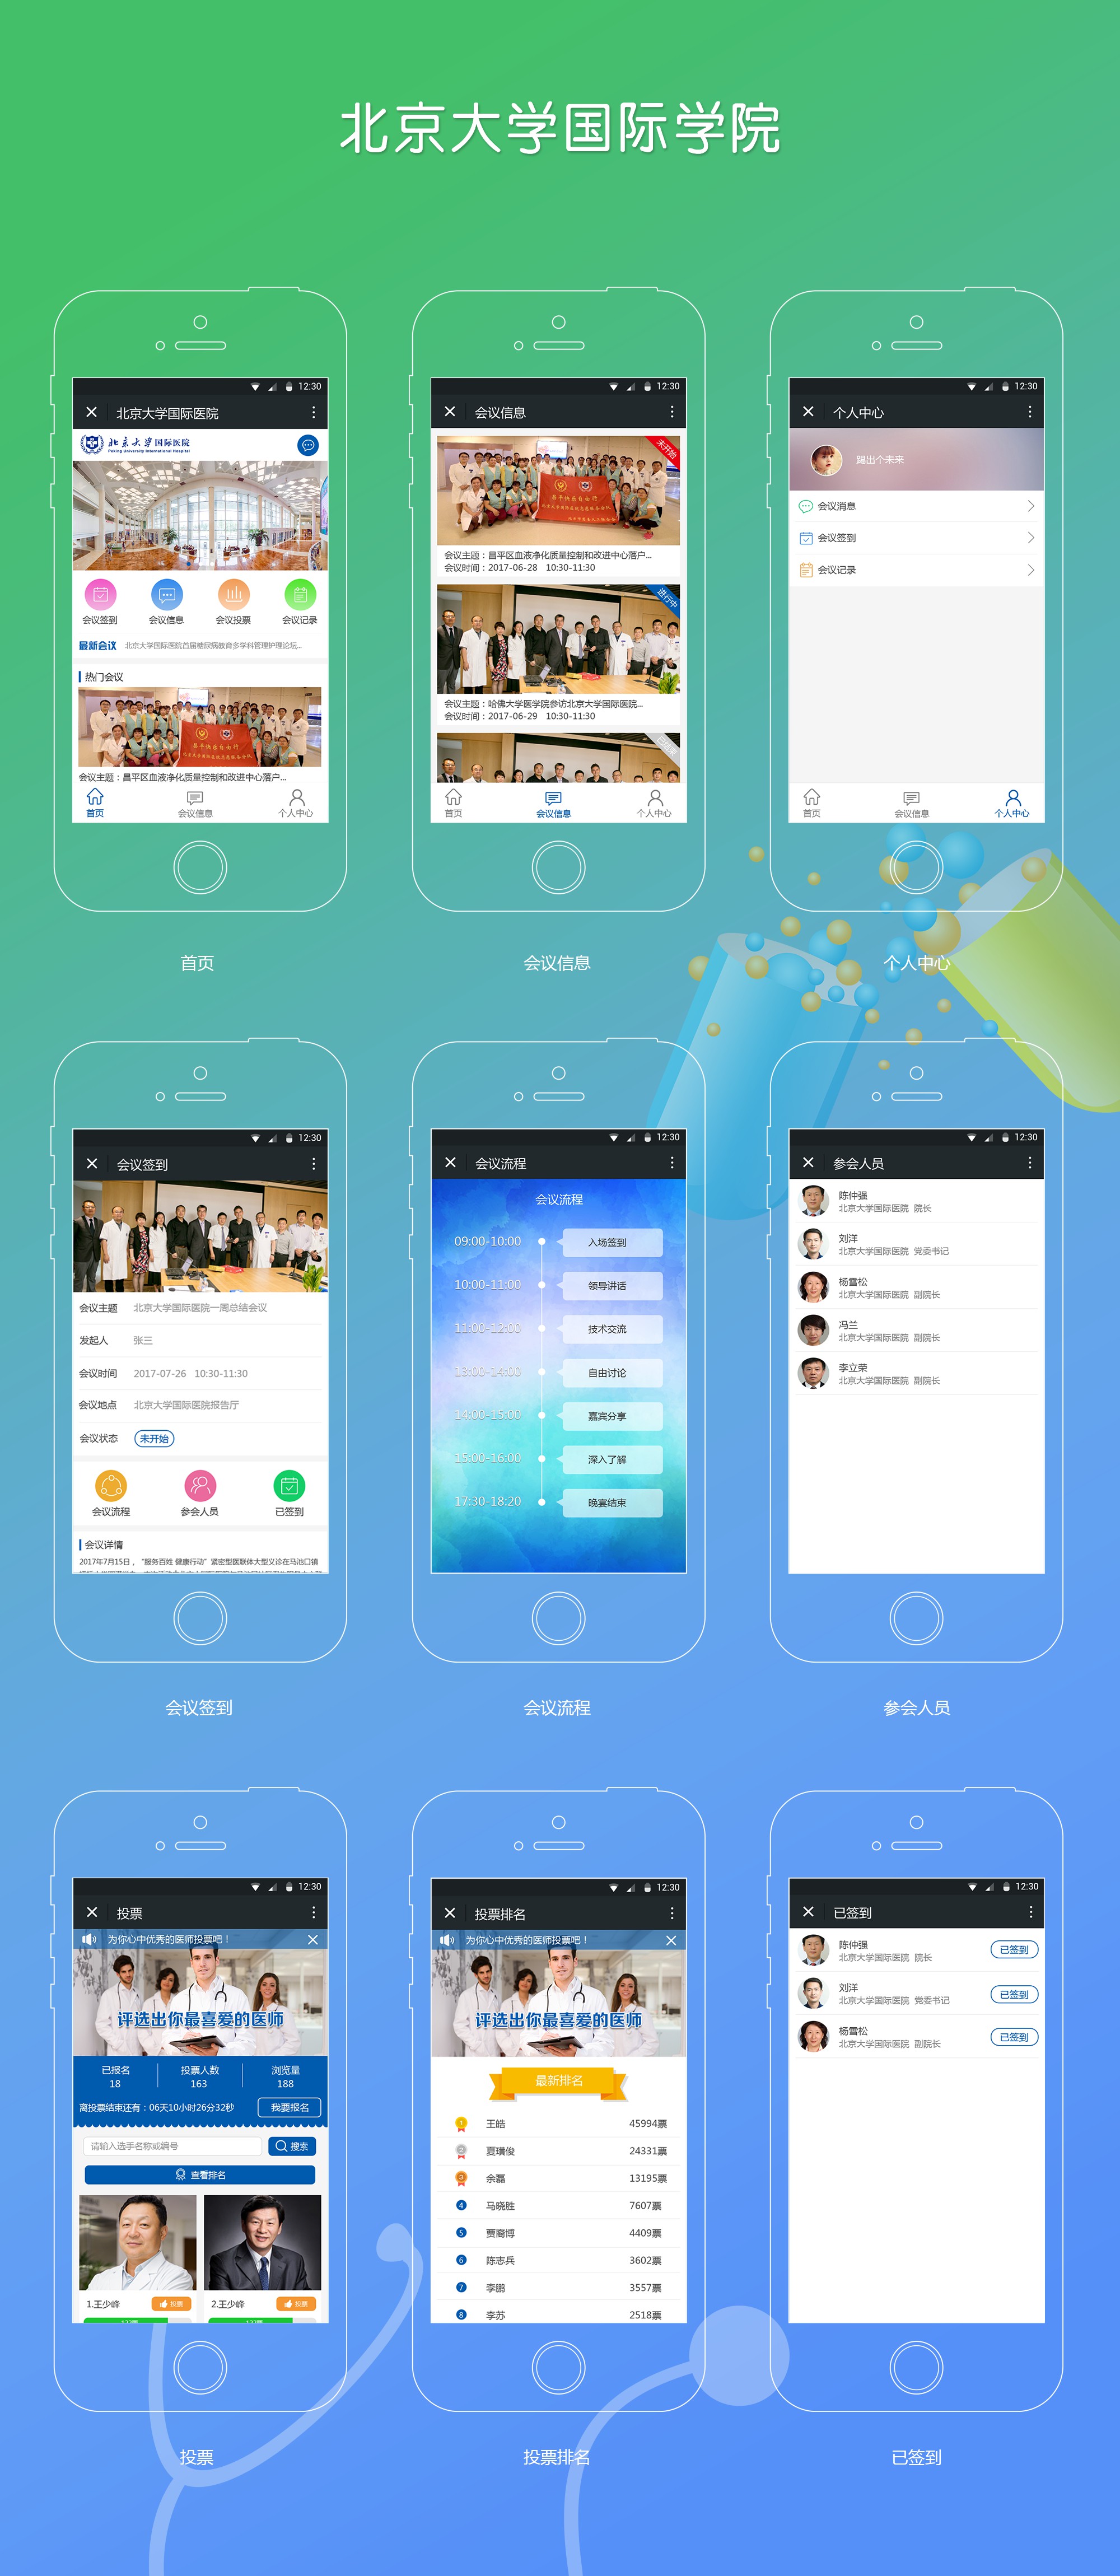 北京大学国际学院
12:30
北京大学国际医院
北京大学国际医院
Peking University International Hospital
会议签到 会议信息 会议投票 会议记录
最新会议 北京大学国际医院首届糖尿病教育多学科管理护理论坛...
热门会议
昌平快乐自由行
会议主题：昌平区血液净化质量控制和改进中心落户...
首页 会议信息 个人中心
首页
12:30
会议信息
未开始
昌平快乐自由行
会议主题：昌平区血液净化质量控制和改进中心落户...
会议时间：2017-06-28 10:30-11:30
进行中
会议主题：哈佛大学医学院参访北京大学国际医院...
会议时间：2017-06-29 10:30-11:30
首页 会议信息 个人中心
会议信息
12:30
个人中心
踢出个未来
会议消息
会议签到
会议记录
首页 会议信息 个人中心
个人中心
12:30
会议签到
会议主题 北京大学国际医院一周总结会议
发起人 张三
会议时间 2017-07-26 10:30-11:30
会议地点 北京大学国际医院报告厅
会议状态 未开始
会议流程 参会人员 已签到
会议详情
2017年7月15日，“服务百姓 健康行动”紧密型医联体大型义诊在马池口镇
会议签到
12:30
会议流程
会议流程
09:00-10:00 入场签到
10:00-11:00 领导讲话
11:00-12:00 技术交流
13:00-14:00 自由讨论
14:00-15:00 嘉宾分享
15:00-16:00 深入了解
17:30-18:20 晚宴结束
会议流程
12:30
参会人员
陈仲强
北京大学国际医院 院长
刘洋
北京大学国际医院 党委书记
杨雪松
北京大学国际医院 副院长
冯兰
北京大学国际医院 副院长
李立荣
北京大学国际医院 副院长
参会人员
12:30
投票
为你心中优秀的医师投票吧！
评选出你最喜爱的医师
已报名 投票人数 浏览量
18 163 188
离投票结束还有：06天10小时26分32秒 我要报名
请输入选手名称或编号 搜索
查看排名
1.王少峰 投票 2.王少峰 投票
投票
12:30
投票排名
为你心中优秀的医师投票吧！
评选出你最喜爱的医师
最新排名
1 王皓 45994票
2 夏璜俊 24331票
3 余磊 13195票
4 马晓胜 7607票
5 贾裔博 4409票
6 陈志兵 3602票
7 李鹏 3557票
8 李苏 2518票
投票排名
12:30
已签到
陈仲强
北京大学国际医院 院长 已签到
刘洋
北京大学国际医院 党委书记 已签到
杨雪松
北京大学国际医院 副院长 已签到
已签到